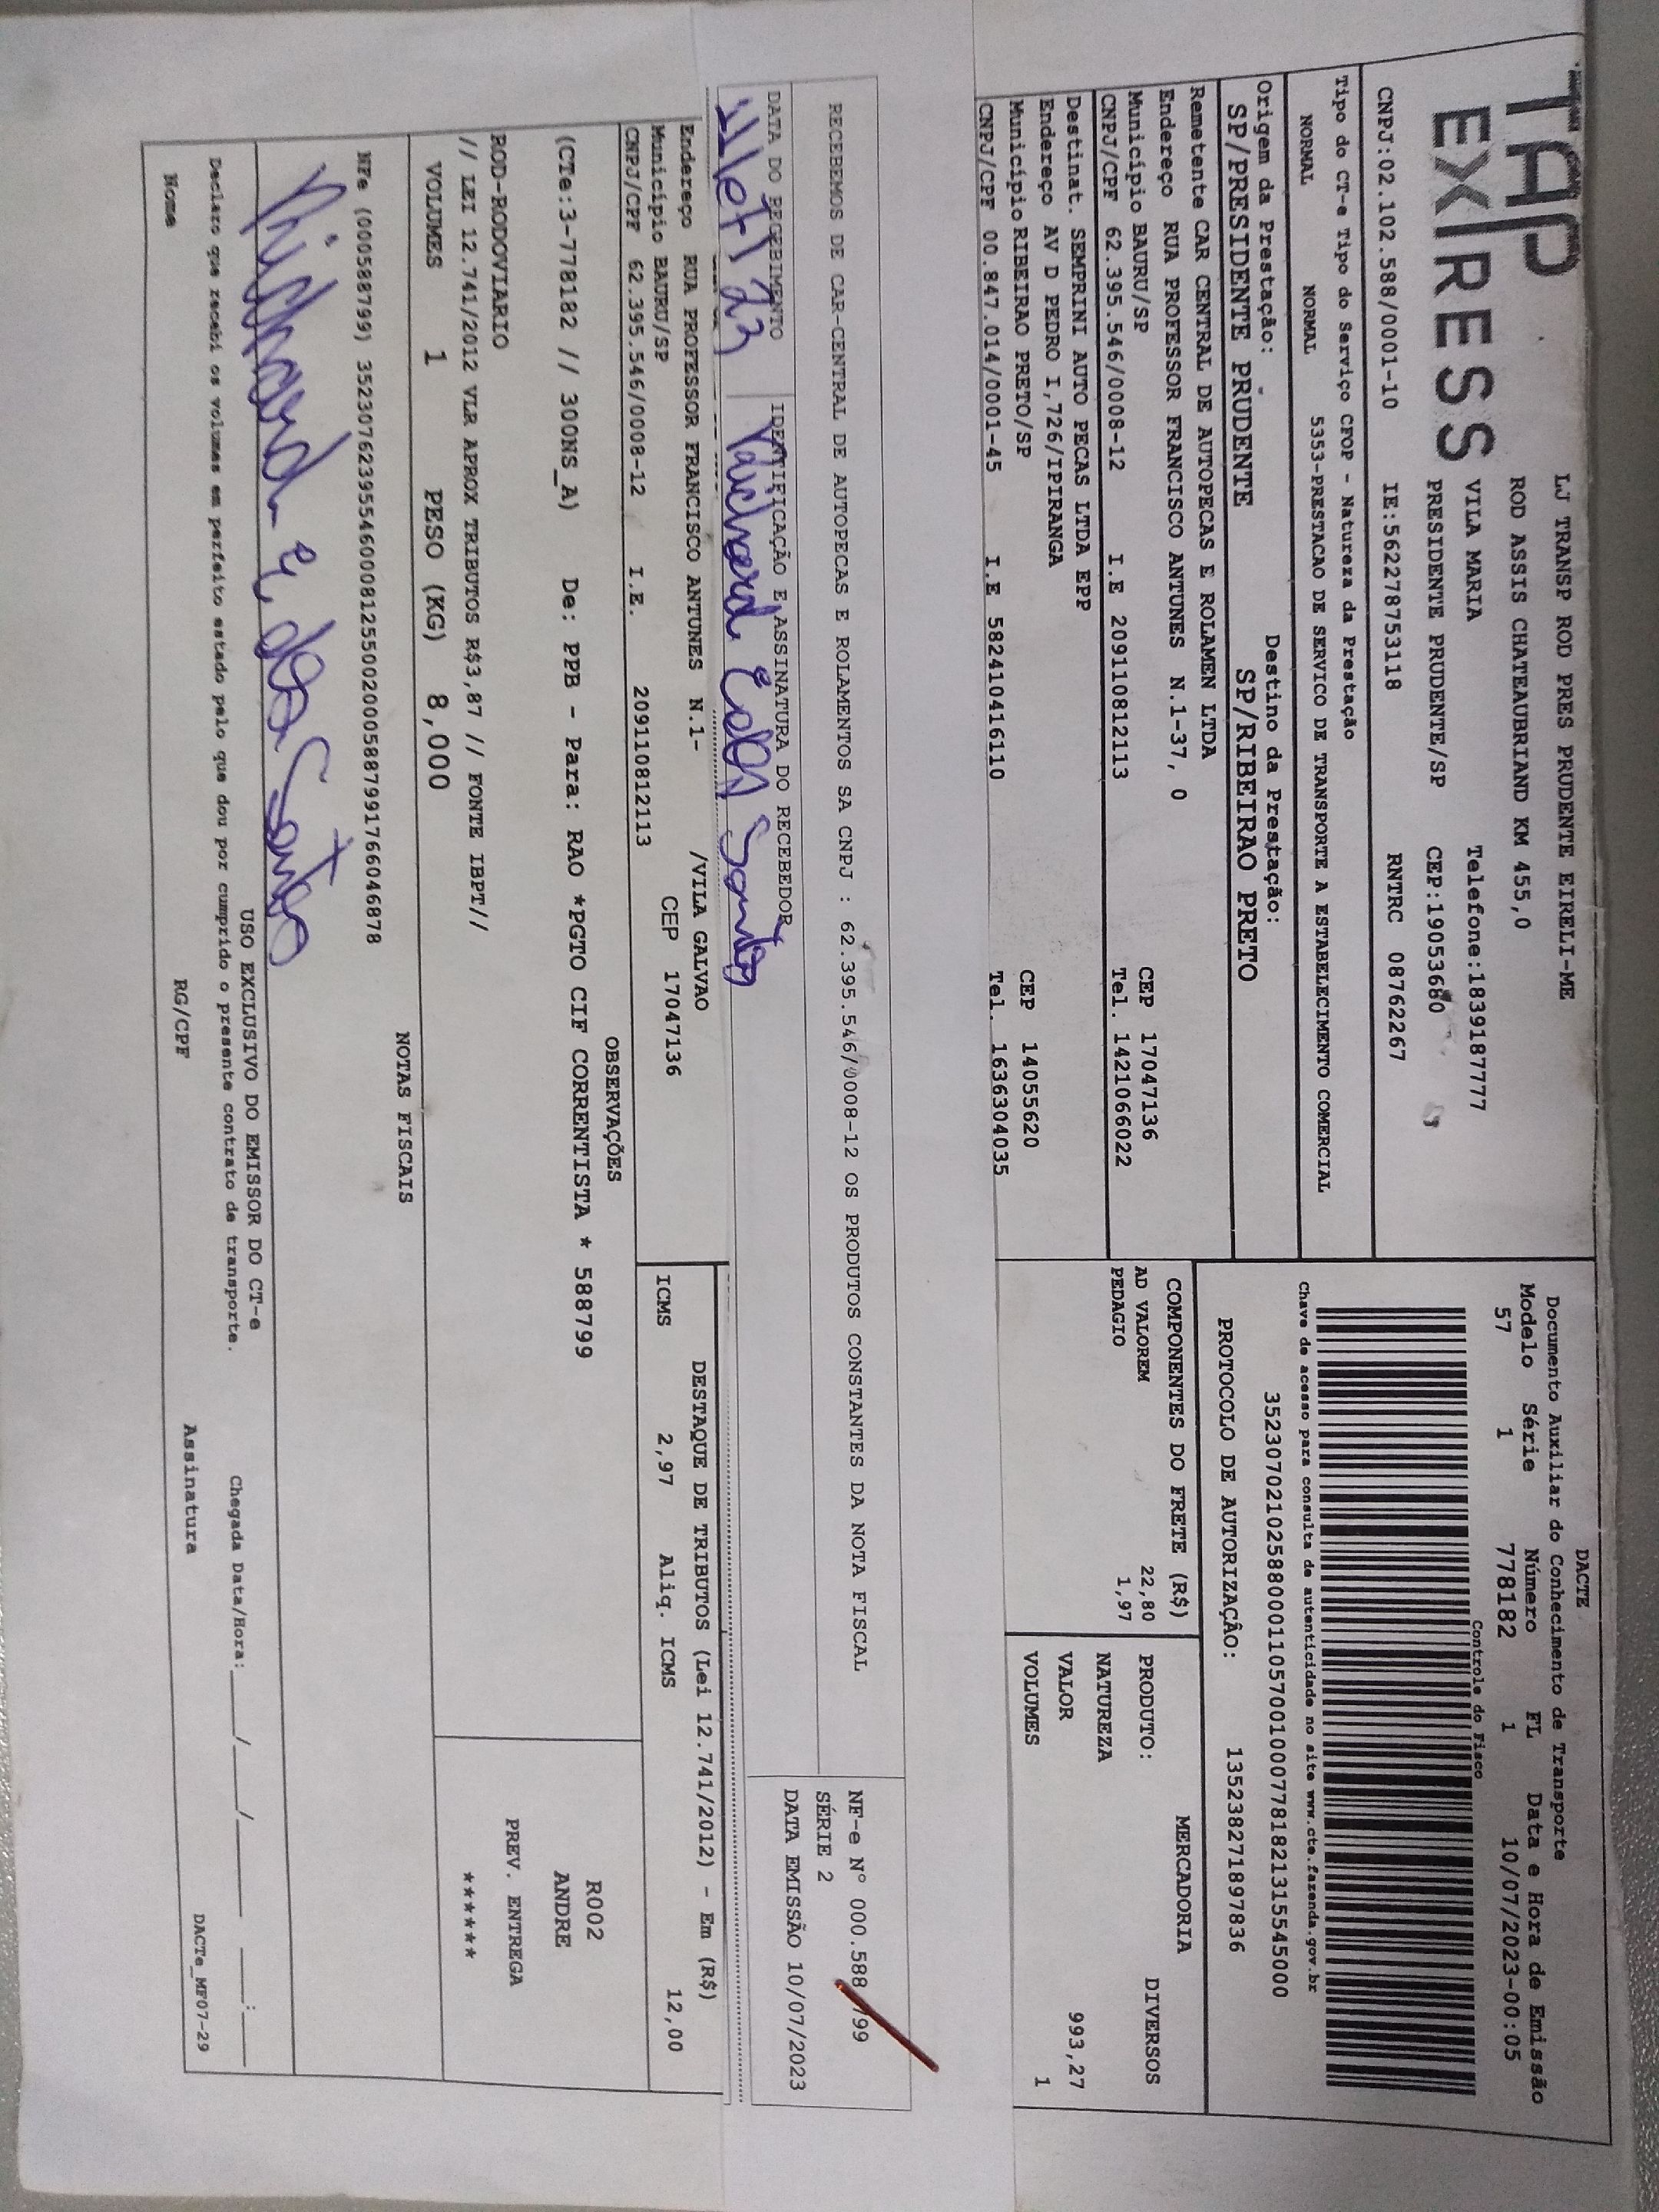 TAP
EXPRESS
LJ TRANSP ROD PRES PRUDENTE EIRELI-ME
ROD ASSIS CHATEAUBRIAND KM 455,0
VILA MARIA Telefone:1839187777
PRESIDENTE PRUDENTE/SP CEP:19053680
CNPJ:02.102.588/0001-10 IE:562278753118 RNTRC 08762267
Tipo do CT-e Tipo do Serviço CFOP - Natureza da Prestação
NORMAL NORMAL 5353-PRESTACAO DE SERVICO DE TRANSPORTE A ESTABELECIMENTO COMERCIAL
Origem da Prestação: Destino da Prestação:
SP/PRESIDENTE PRUDENTE SP/RIBEIRAO PRETO
Remetente CAR CENTRAL DE AUTOPECAS E ROLAMEN LTDA
Endereço RUA PROFESSOR FRANCISCO ANTUNES N.1-37, 0
Município BAURU/SP CEP 17047136
CNPJ/CPF 62.395.546/0008-12 I.E 209110812113 Tel. 1421066022
Destinat. SEMPRINI AUTO PECAS LTDA EPP
Endereço AV D PEDRO I,726/IPIRANGA
Município RIBEIRAO PRETO/SP CEP 14055620
CNPJ/CPF 00.847.014/0001-45 I.E 582410416110 Tel. 1636304035
DACTE
Documento Auxiliar do Conhecimento de Transporte
Modelo Série Número FL Data e Hora de Emissão
57 1 778182 1 10/07/2023-00:05
Controle do Fisco
Chave de acesso para consulta de autenticidade no site www.cte.fazenda.gov.br
35230702102588000110570010007781821315545000
PROTOCOLO DE AUTORIZAÇÃO: 135238271897836
COMPONENTES DO FRETE (R$)
AD VALOREM 22,80
PEDAGIO 1,97
MERCADORIA
PRODUTO: DIVERSOS
NATUREZA
VALOR 993,27
VOLUMES 1
RECEBEMOS DE CAR-CENTRAL DE AUTOPECAS E ROLAMENTOS SA CNPJ : 62.395.546/0008-12 OS PRODUTOS CONSTANTES DA NOTA FISCAL
NF-e Nº 000.588.799
SÉRIE 2
DATA EMISSÃO 10/07/2023
DATA DO RECEBIMENTO IDENTIFICAÇÃO E ASSINATURA DO RECEBEDOR
11/07/23
Endereço RUA PROFESSOR FRANCISCO ANTUNES N.1- /VILA GALVAO
Município BAURU/SP CEP 17047136
CNPJ/CPF 62.395.546/0008-12 I.E. 209110812113
DESTAQUE DE TRIBUTOS (Lei 12.741/2012) - Em (R$)
ICMS 2,97 Aliq. ICMS 12,00
OBSERVAÇÕES
(CTe:3-778182 // 300NS_A) De: PPB - Para: RAO *PGTO CIF CORRENTISTA * 588799
ROD-RODOVIARIO
// LEI 12.741/2012 VLR APROX TRIBUTOS R$3,87 // FONTE IBPT//
R002
ANDRE
PREV. ENTREGA
*******
VOLUMES 1 PESO (KG) 8,000
NOTAS FISCAIS
NFe (000588799) 35230762395546000812550020005887991766046878
USO EXCLUSIVO DO EMISSOR DO CT-e
Declaro que recebi os volumes em perfeito estado pelo que dou por cumprido o presente contrato de transporte. Chegada Data/Hora:____/____/______ ____:____
Nome RG/CPF Assinatura DACTe_MF07-29